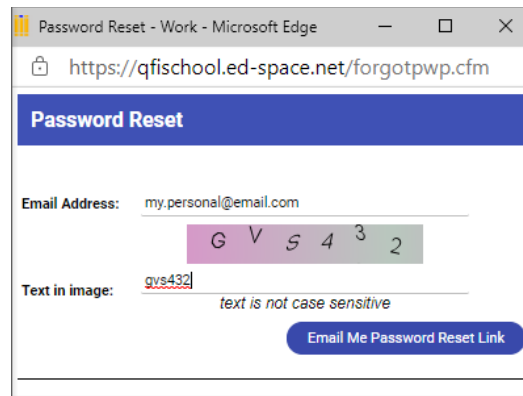 Password Reset - Work - Microsoft Edge
https://qfischool.ed-space.net/forgotpwp.cfm
Password Reset
Email Address: my.personal@email.com
G V S 4 3 2
Text in image: gvs432
text is not case sensitive
Email Me Password Reset Link